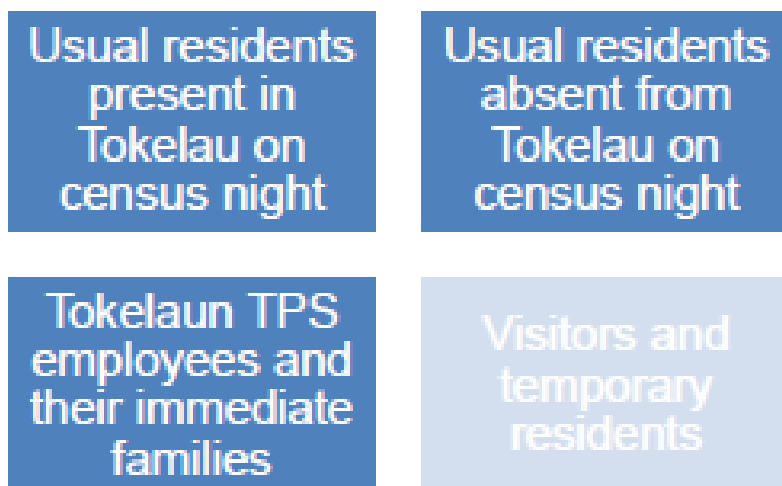 Usual residents
present in
Tokelau on
census night
Usual residents
absent from
Tokelau on
census night
Tokelaun TPS
employees and
their immediate
families
Visitors and
temporary
residents